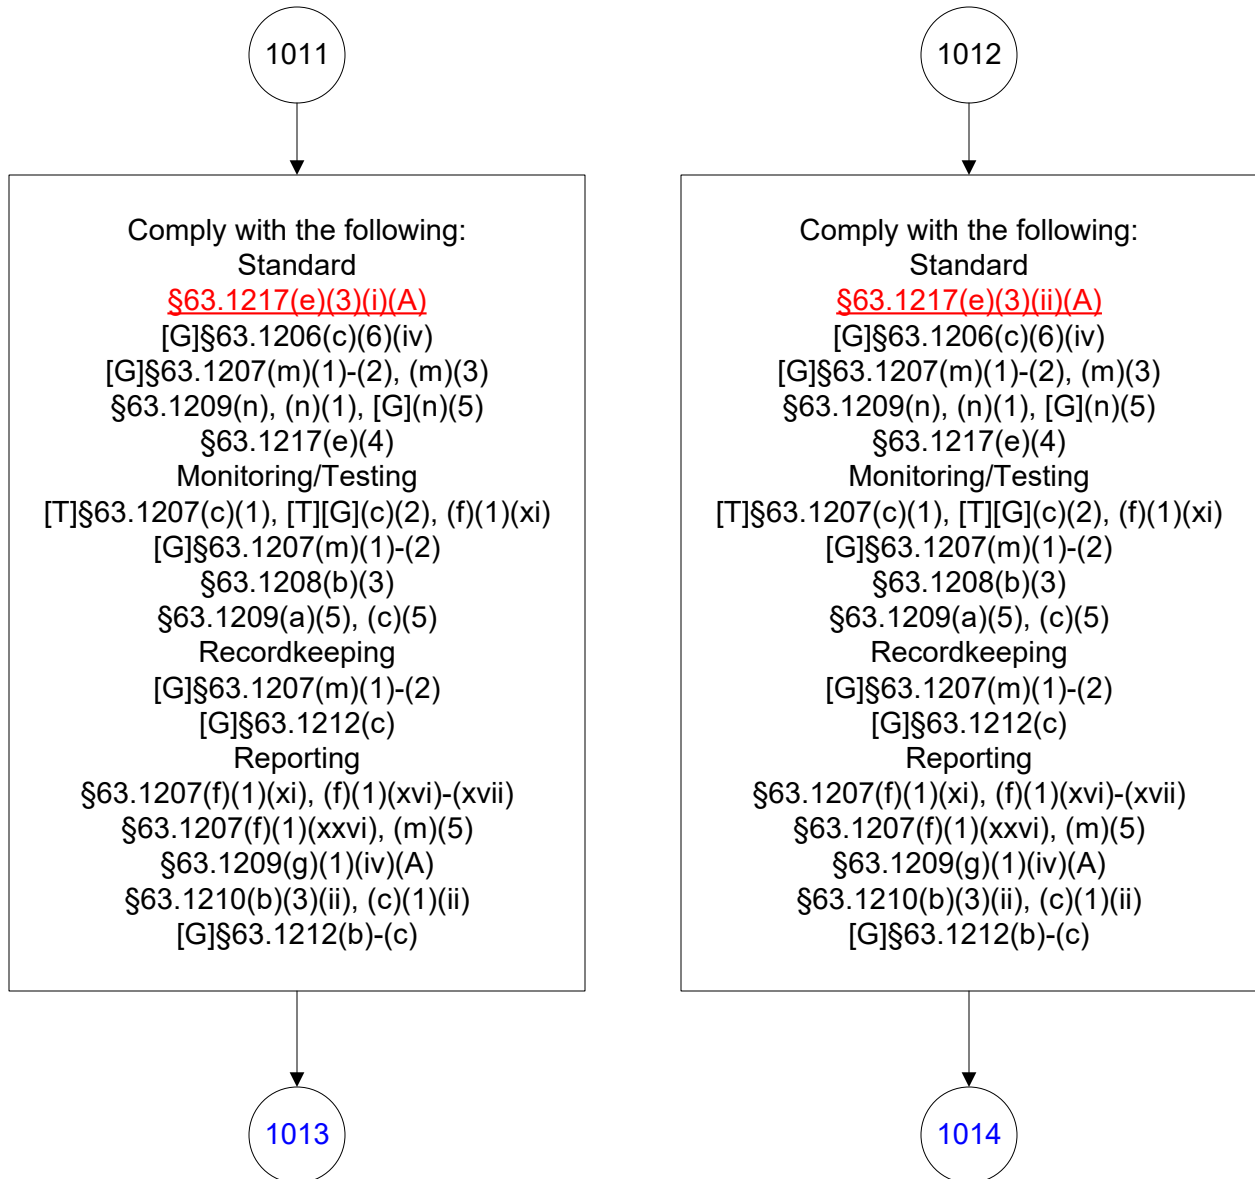 1011
Comply with the following:
Standard
§63.1217(e)(3)(i)(A)
[G]§63.1206(c)(6)(iv)
[G]§63.1207(m)(1)-(2), (m)(3)
§63.1209(n), (n)(1), [G](n)(5)
§63.1217(e)(4)
Monitoring/Testing
[T]§63.1207(c)(1), [T][G](c)(2), (f)(1)(xi)
[G]§63.1207(m)(1)-(2)
§63.1208(b)(3)
§63.1209(a)(5), (c)(5)
Recordkeeping
[G]§63.1207(m)(1)-(2)
[G]§63.1212(c)
Reporting
§63.1207(f)(1)(xi), (f)(1)(xvi)-(xvii)
§63.1207(f)(1)(xxvi), (m)(5)
§63.1209(g)(1)(iv)(A)
§63.1210(b)(3)(ii), (c)(1)(ii)
[G]§63.1212(b)-(c)
1013
1012
Comply with the following:
Standard
§63.1217(e)(3)(ii)(A)
[G]§63.1206(c)(6)(iv)
[G]§63.1207(m)(1)-(2), (m)(3)
§63.1209(n), (n)(1), [G](n)(5)
§63.1217(e)(4)
Monitoring/Testing
[T]§63.1207(c)(1), [T][G](c)(2), (f)(1)(xi)
[G]§63.1207(m)(1)-(2)
§63.1208(b)(3)
§63.1209(a)(5), (c)(5)
Recordkeeping
[G]§63.1207(m)(1)-(2)
[G]§63.1212(c)
Reporting
§63.1207(f)(1)(xi), (f)(1)(xvi)-(xvii)
§63.1207(f)(1)(xxvi), (m)(5)
§63.1209(g)(1)(iv)(A)
§63.1210(b)(3)(ii), (c)(1)(ii)
[G]§63.1212(b)-(c)
1014